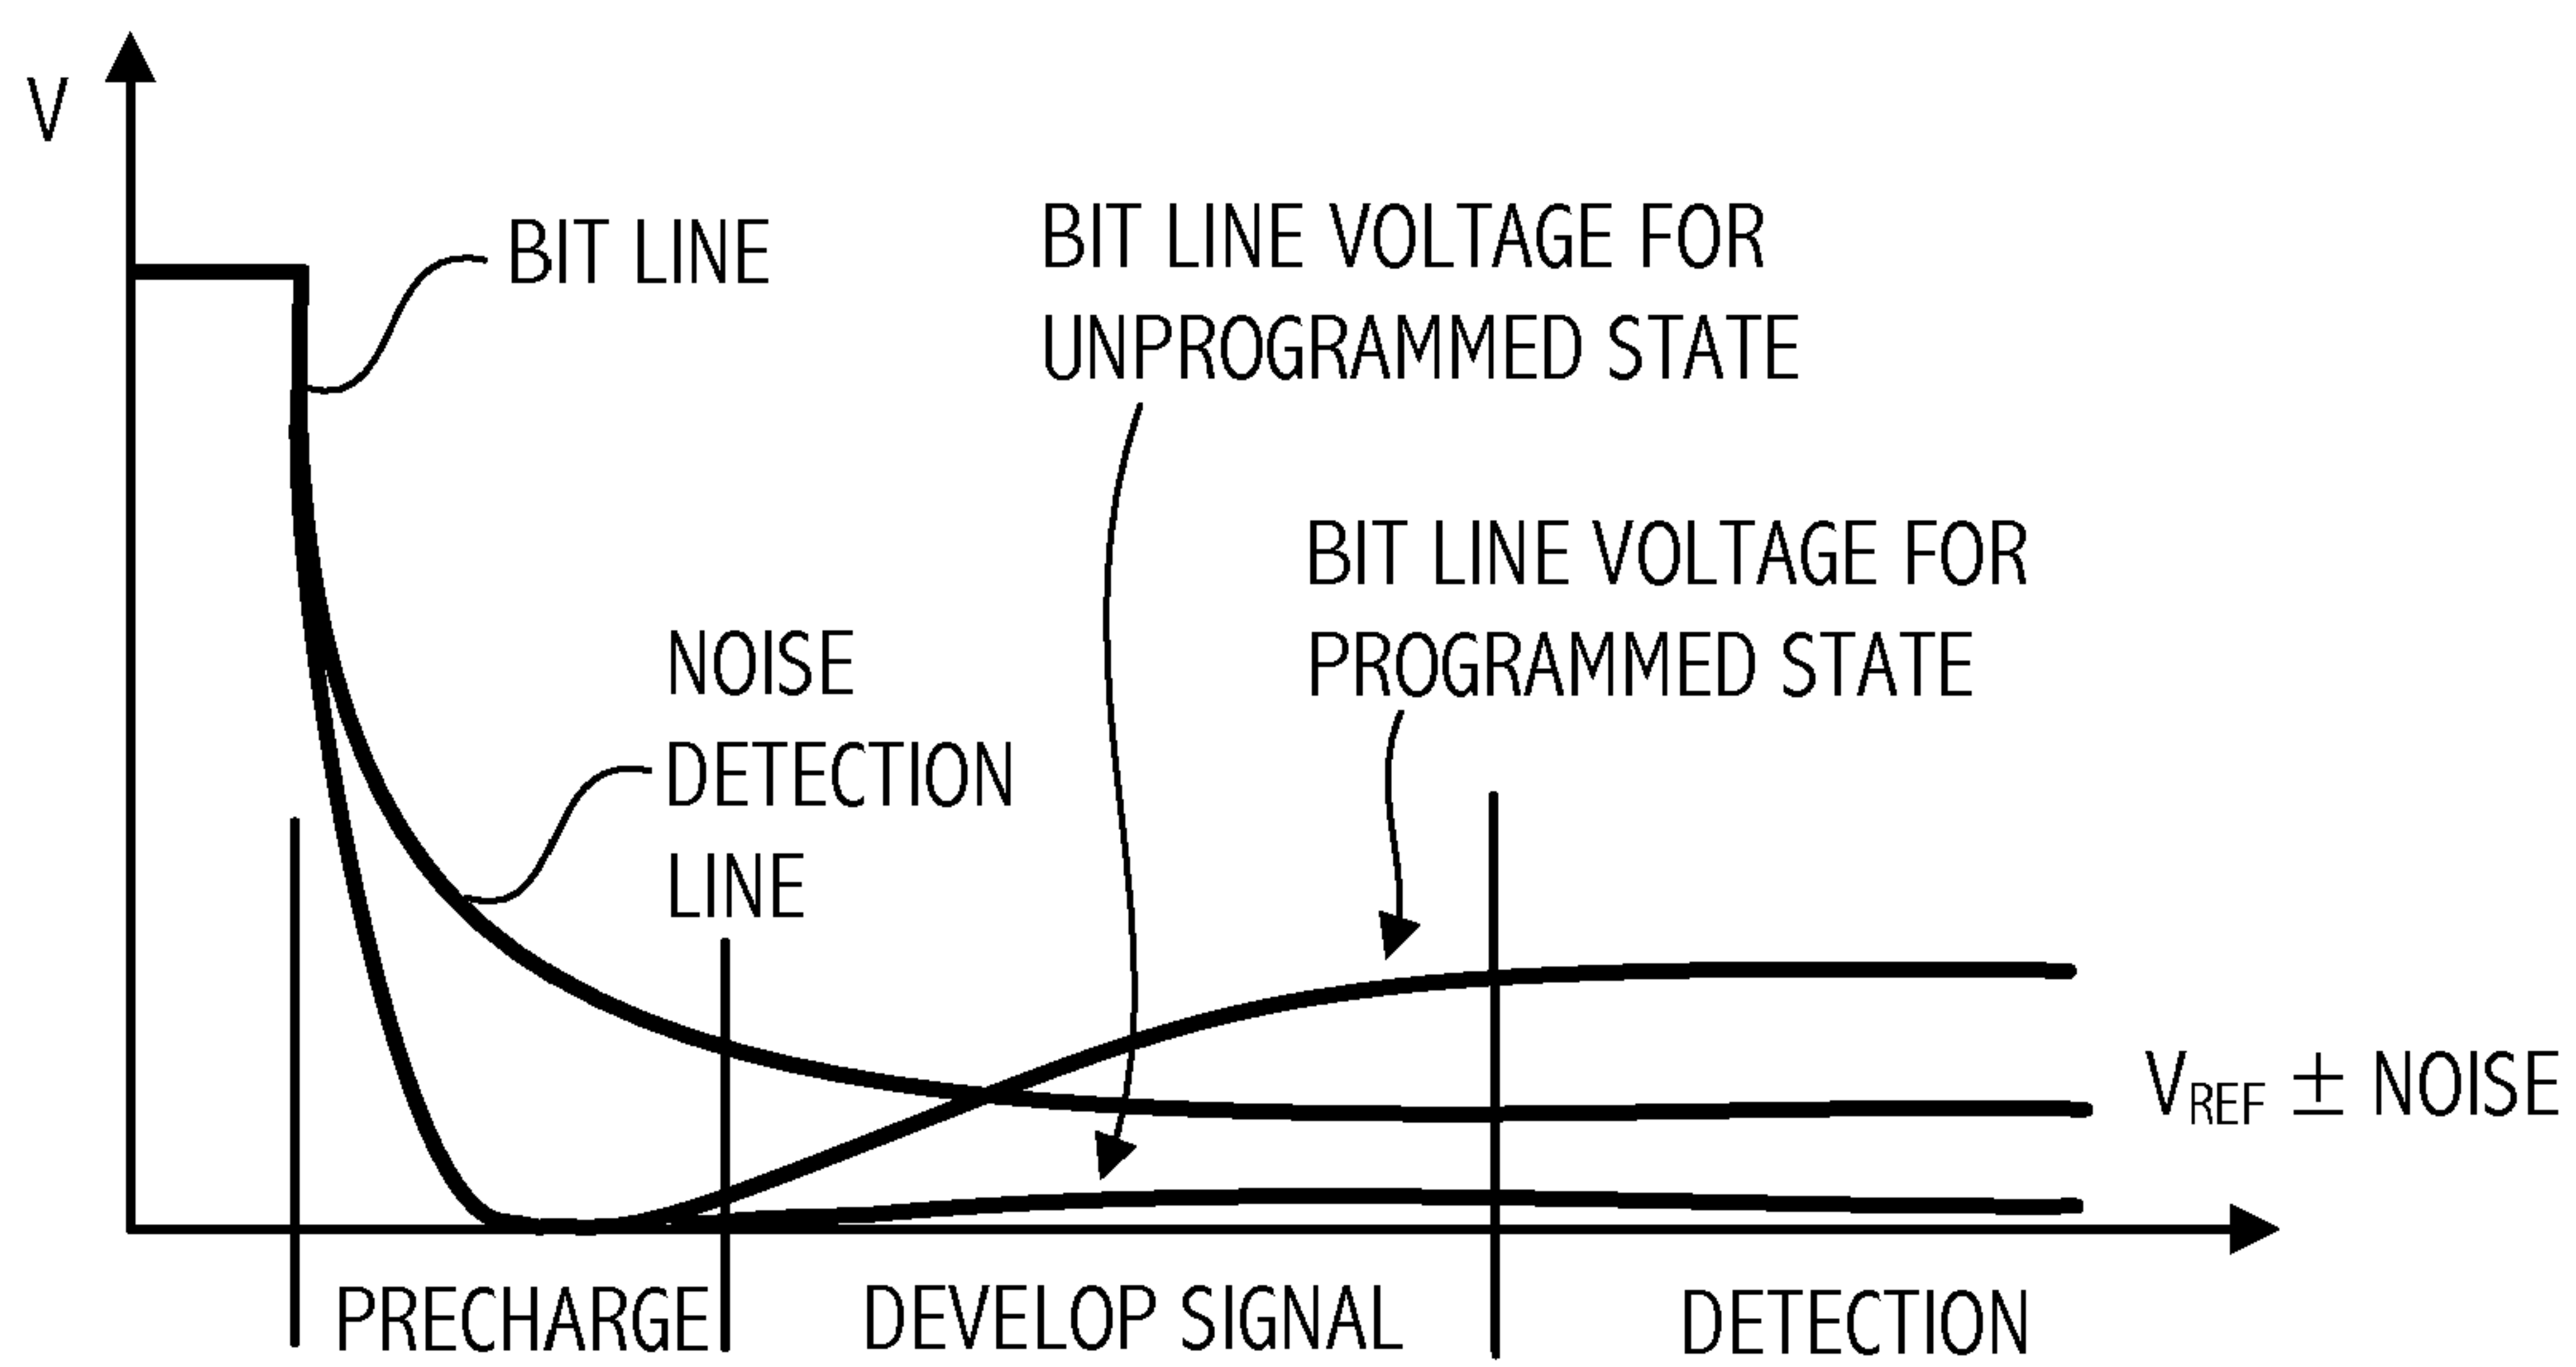 V
BIT LINE
BIT LINE VOLTAGE FOR
UNPROGRAMMED STATE
BIT LINE VOLTAGE FOR
PROGRAMMED STATE
NOISE
DETECTION
LINE
VREF ± NOISE
PRECHARGE
DEVELOP SIGNAL
DETECTION